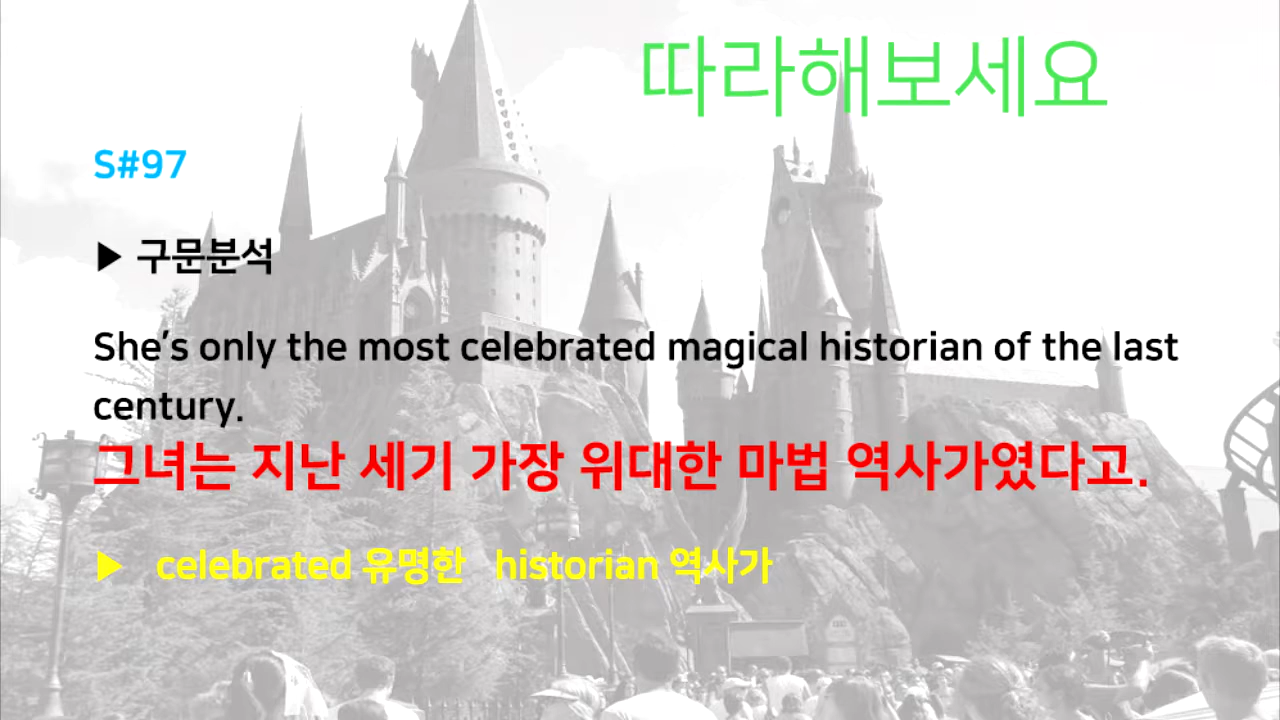 따라해보세요
S#97
▶ 구문분석
She's only the most celebrated magical historian of the last
century.
그녀는 지난 세기 가장 위대한 마법 역사가였다고.
▶ celebrated 유명한 historian 역사가